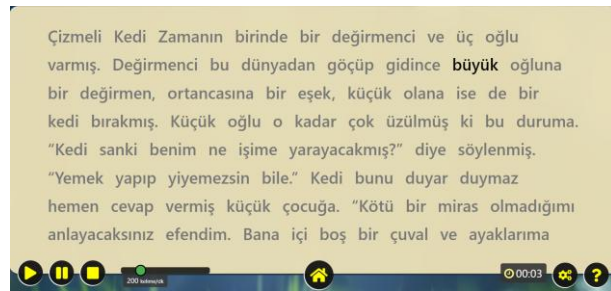 Çizmeli Kedi Zamanın birinde bir değirmenci ve üç oğlu
varmış. Değirmenci bu dünyadan göçüp gidince büyük oğluna
bir değirmen, ortancasına bir eşek, küçük olana ise de bir
kedi bırakmış. Küçük oğlu o kadar çok üzülmüş ki bu duruma.
“Kedi sanki benim ne işime yarayacakmış?” diye söylenmiş.
“Yemek yapıp yiyemezsin bile.” Kedi bunu duyar duymaz
hemen cevap vermiş küçük çocuğa. “Kötü bir miras olmadığımı
anlayacaksınız efendim. Bana içi boş bir çuval ve ayaklarıma
200 kelime/dk
00:03
?